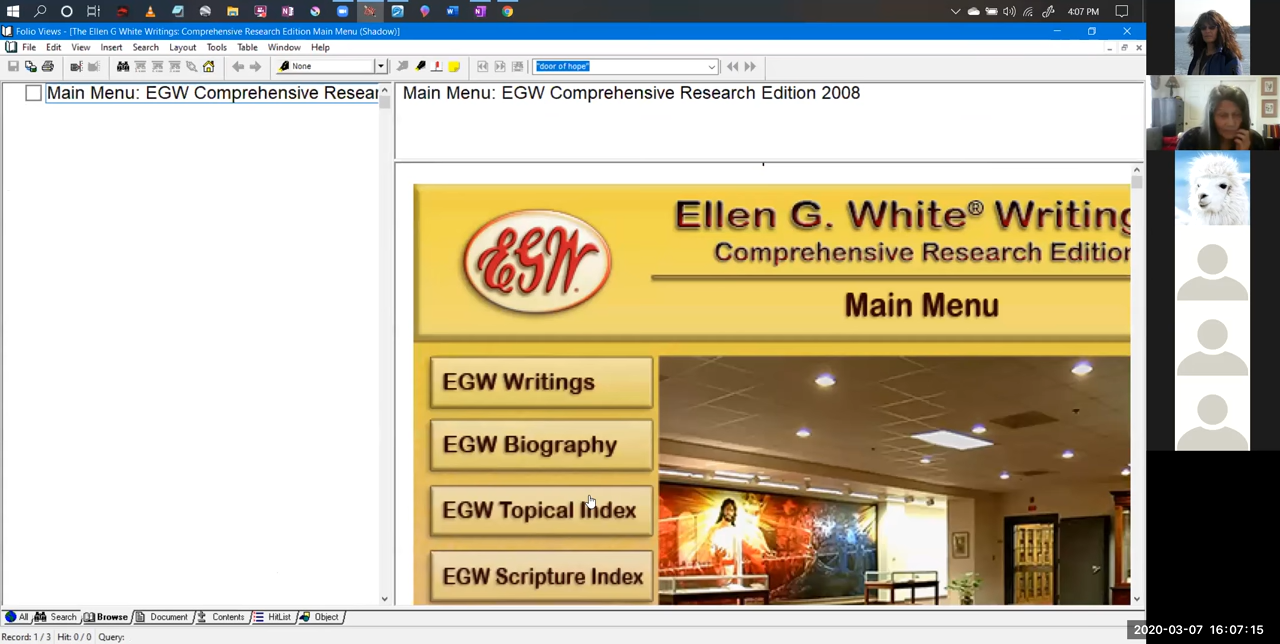 4:07 PM
Folio Views - [The Ellen G White Writings: Comprehensive Research Edition Main Menu (Shadow)]
File Edit View Insert Search Layout Tools Table Window Help
None
"door of hope"
Main Menu: EGW Comprehensive Resear
Main Menu: EGW Comprehensive Research Edition 2008
EGW
Ellen G. White® Writing
Comprehensive Research Edition
Main Menu
EGW Writings
EGW Biography
EGW Topical Index
EGW Scripture Index
All Search Browse Document Contents HitList Object
Record: 1 / 3 Hit: 0 / 0 Query:
2020-03-07 16:07:15